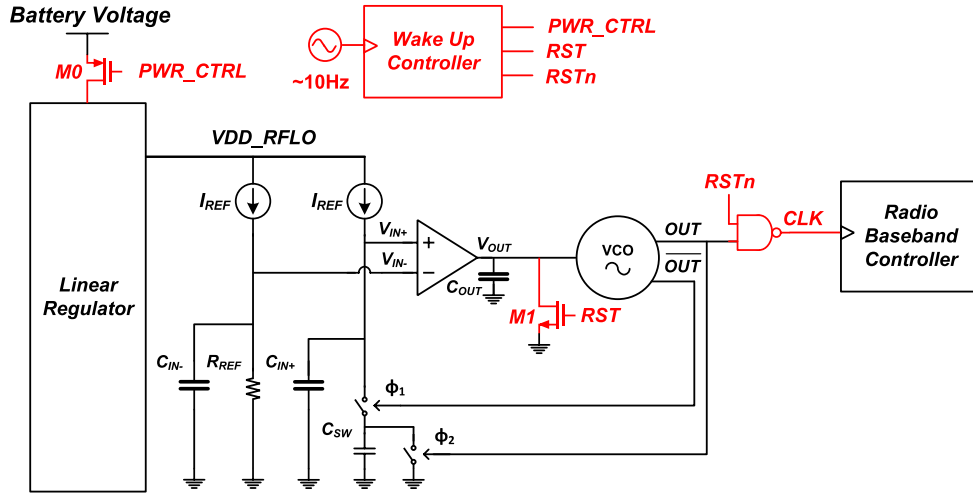 Battery Voltage
M0
PWR_CTRL
~10Hz
Wake Up
Controller
PWR_CTRL
RST
RSTn
Linear
Regulator
VDD_RFLO
IREF
IREF
VIN+
VIN-
+
−
VOUT
COUT
M1
RST
VCO
OUT
OUT
RSTn
CLK
Radio
Baseband
Controller
CIN-
RREF
CIN+
Φ1
CSW
Φ2